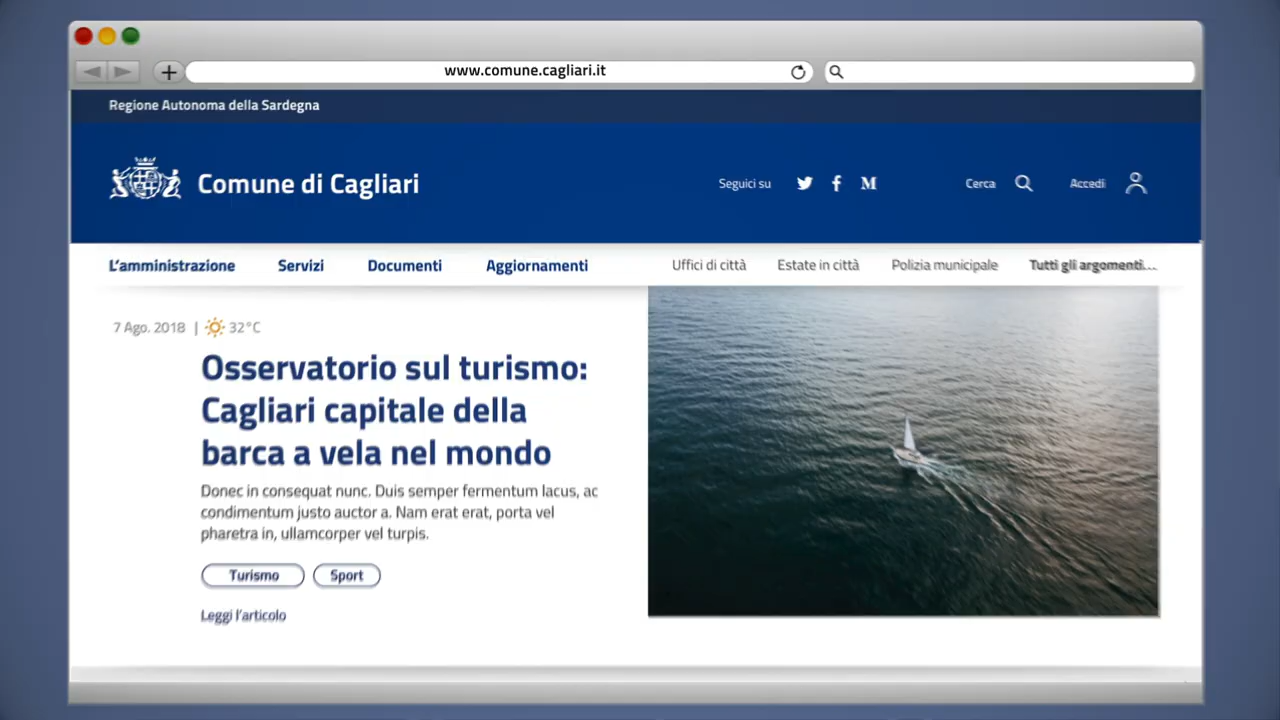 www.comune.cagliari.it
Regione Autonoma della Sardegna
Comune di Cagliari
Seguici su
Cerca
Accedi
L'amministrazione Servizi Documenti Aggiornamenti Uffici di città Estate in città Polizia municipale Tutti gli argomenti...
7 Ago. 2018 | 32°C
Osservatorio sul turismo:
Cagliari capitale della
barca a vela nel mondo
Donec in consequat nunc. Duis semper fermentum lacus, ac
condimentum justo auctor a. Nam erat erat, porta vel
pharetra in, ullamcorper vel turpis.
Turismo Sport
Leggi l'articolo